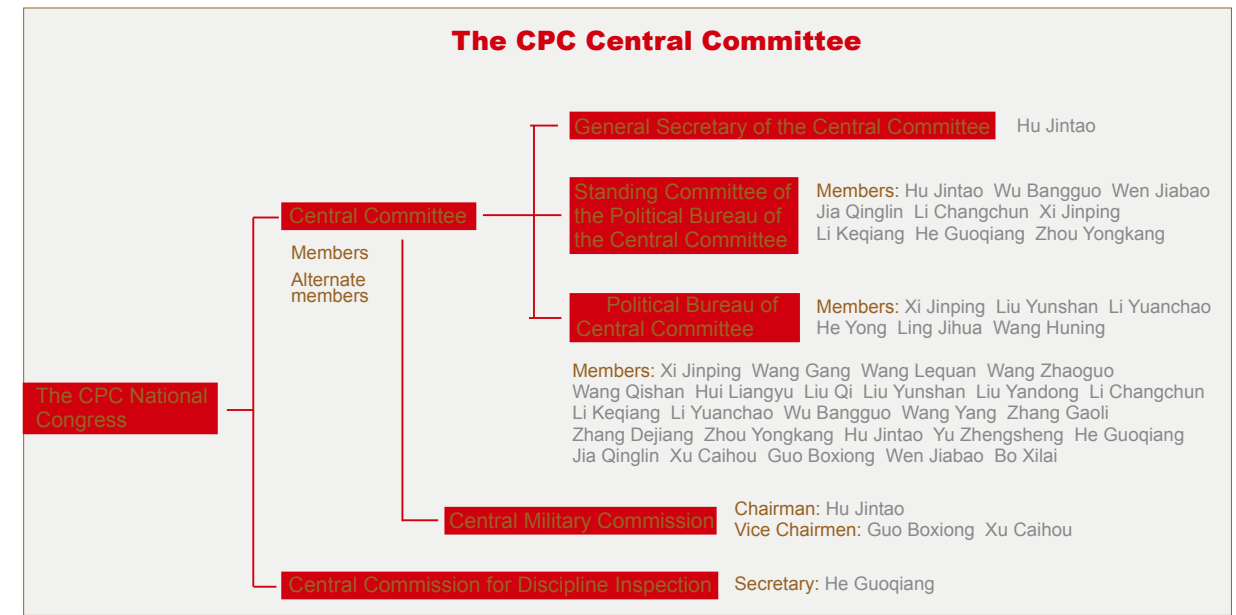 The CPC Central Committee
General Secretary of the Central Committee
Hu Jintao
Standing Committee of
the Political Bureau of
the Central Committee
Members: Hu Jintao Wu Bangguo Wen Jiabao
Jia Qinglin Li Changchun Xi Jinping
Li Keqiang He Guoqiang Zhou Yongkang
Central Committee
Members
Alternate
members
Political Bureau of
Central Committee
Members: Xi Jinping Liu Yunshan Li Yuanchao
He Yong Ling Jihua Wang Huning
Members: Xi Jinping Wang Gang Wang Lequan Wang Zhaoguo
Wang Qishan Hui Liangyu Liu Qi Liu Yunshan Liu Yandong Li Changchun
Li Keqiang Li Yuanchao Wu Bangguo Wang Yang Zhang Gaoli
Zhang Dejiang Zhou Yongkang Hu Jintao Yu Zhengsheng He Guoqiang
Jia Qinglin Xu Caihou Guo Boxiong Wen Jiabao Bo Xilai
The CPC National
Congress
Central Military Commission
Chairman: Hu Jintao
Vice Chairmen: Guo Boxiong Xu Caihou
Central Commission for Discipline Inspection
Secretary: He Guoqiang